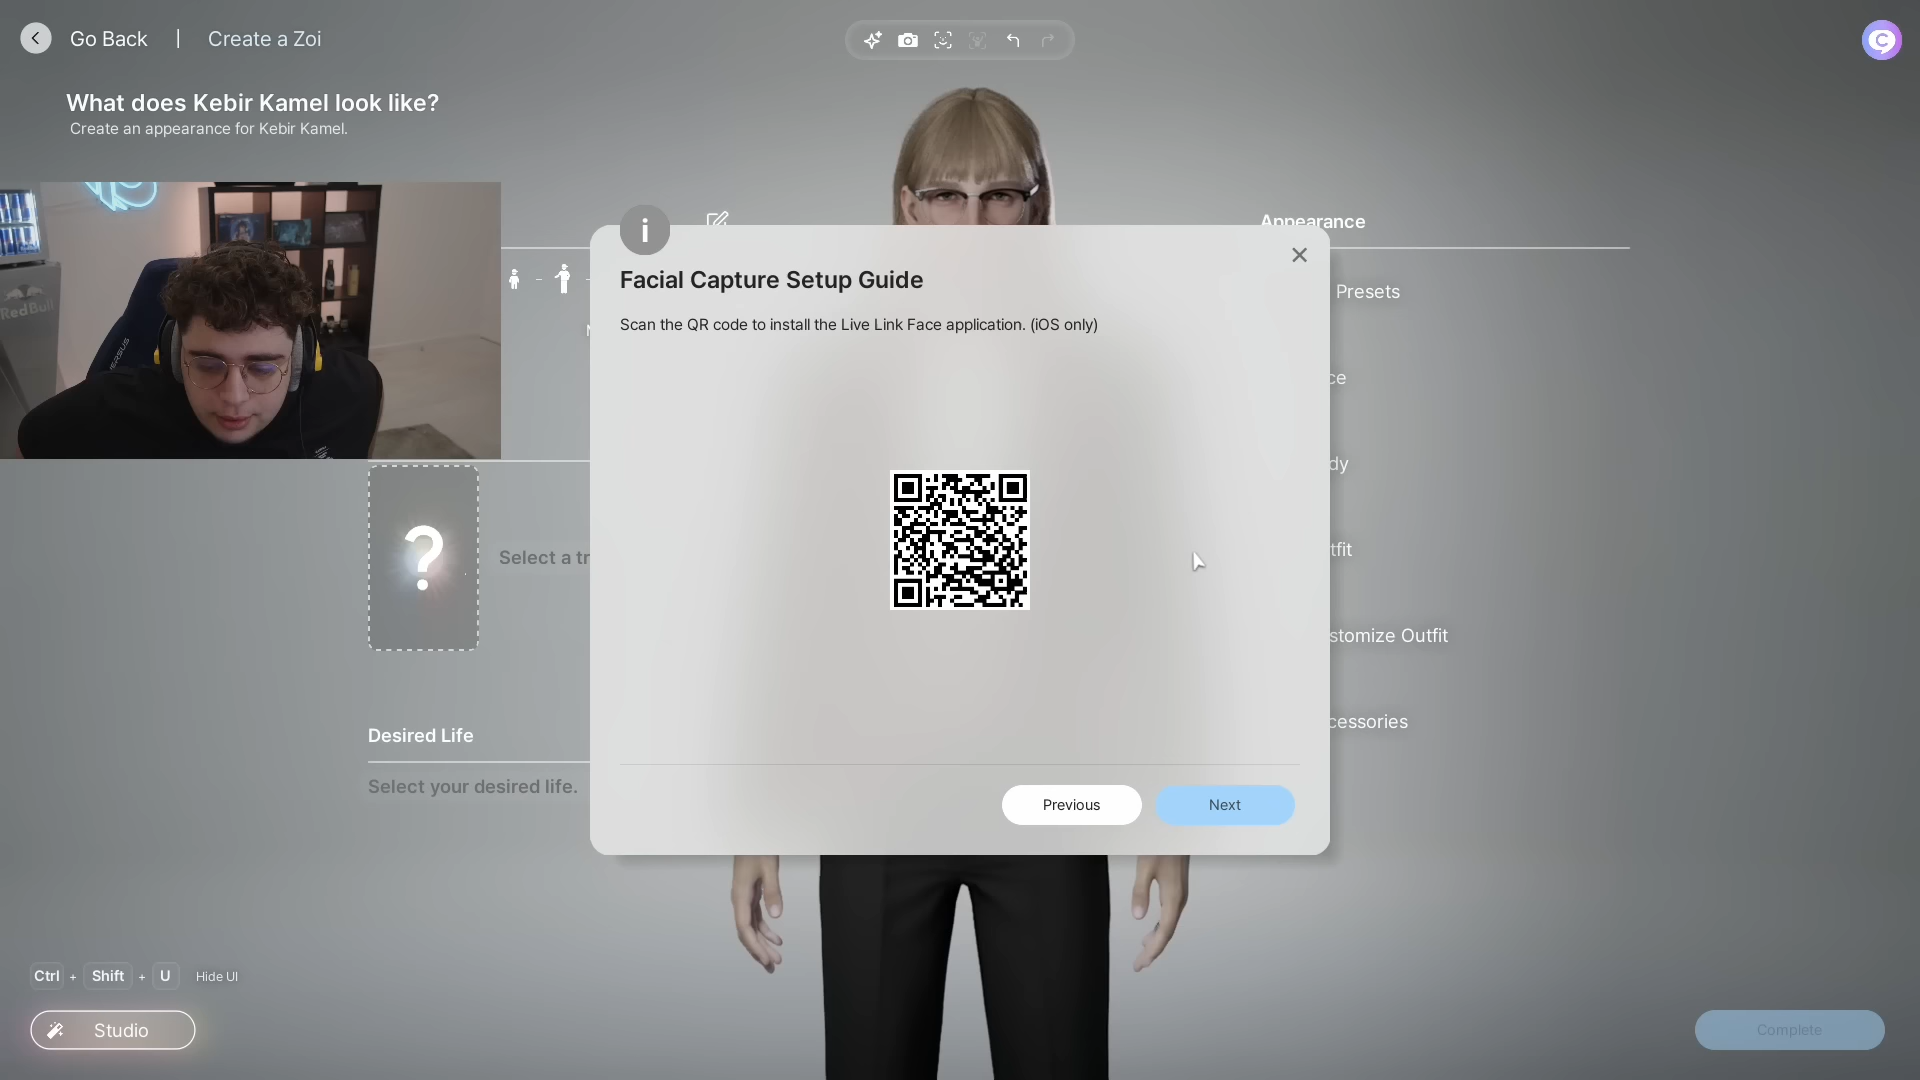 Go Back | Create a Zoi
What does Kebir Kamel look like?
Create an appearance for Kebir Kamel.
Appearance
RedBull
Facial Capture Setup Guide
Scan the QR code to install the Live Link Face application. (iOS only)
Presets
ce
dy
Select a tr
tfit
stomize Outfit
cessories
Desired Life
Select your desired life.
Previous
Next
Ctrl + Shift + U Hide UI
Studio
Complete